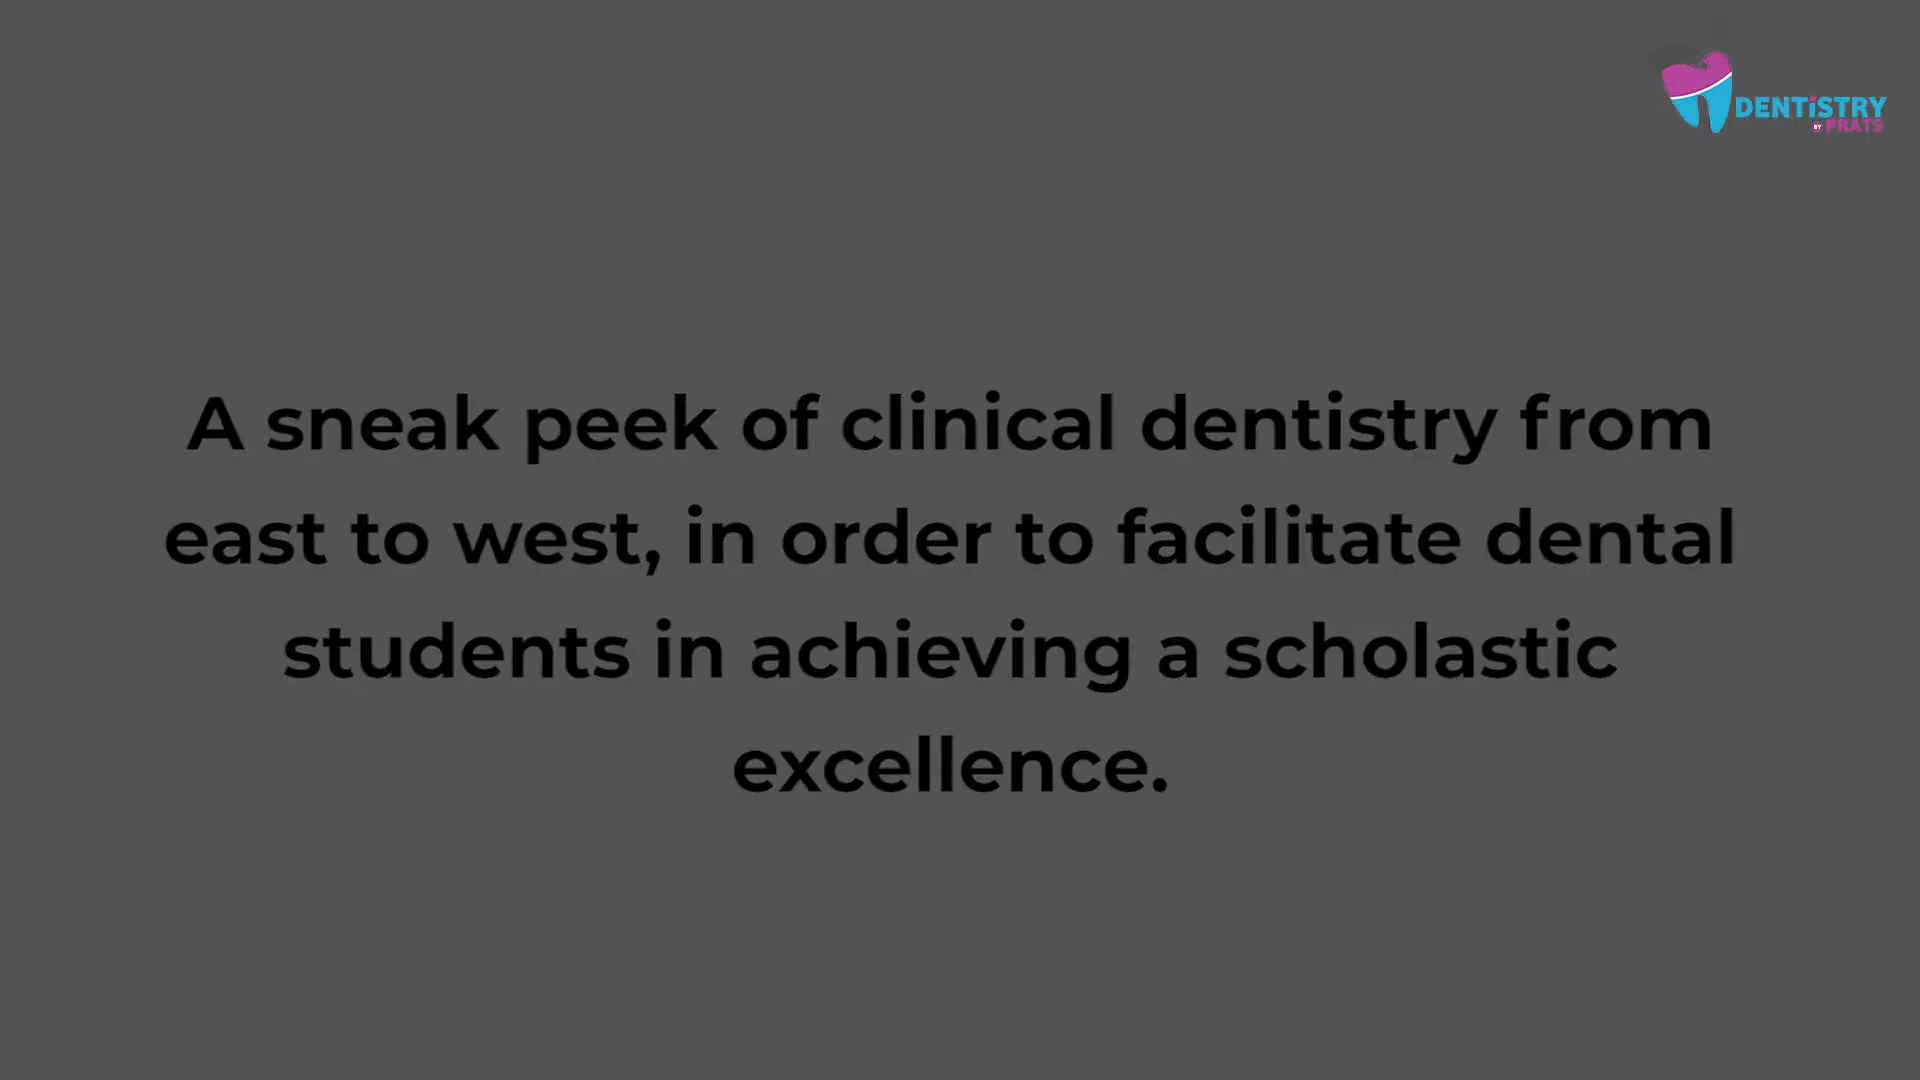 DENTiSTRY
BY PRATS
A sneak peek of clinical dentistry from
east to west, in order to facilitate dental
students in achieving a scholastic
excellence.